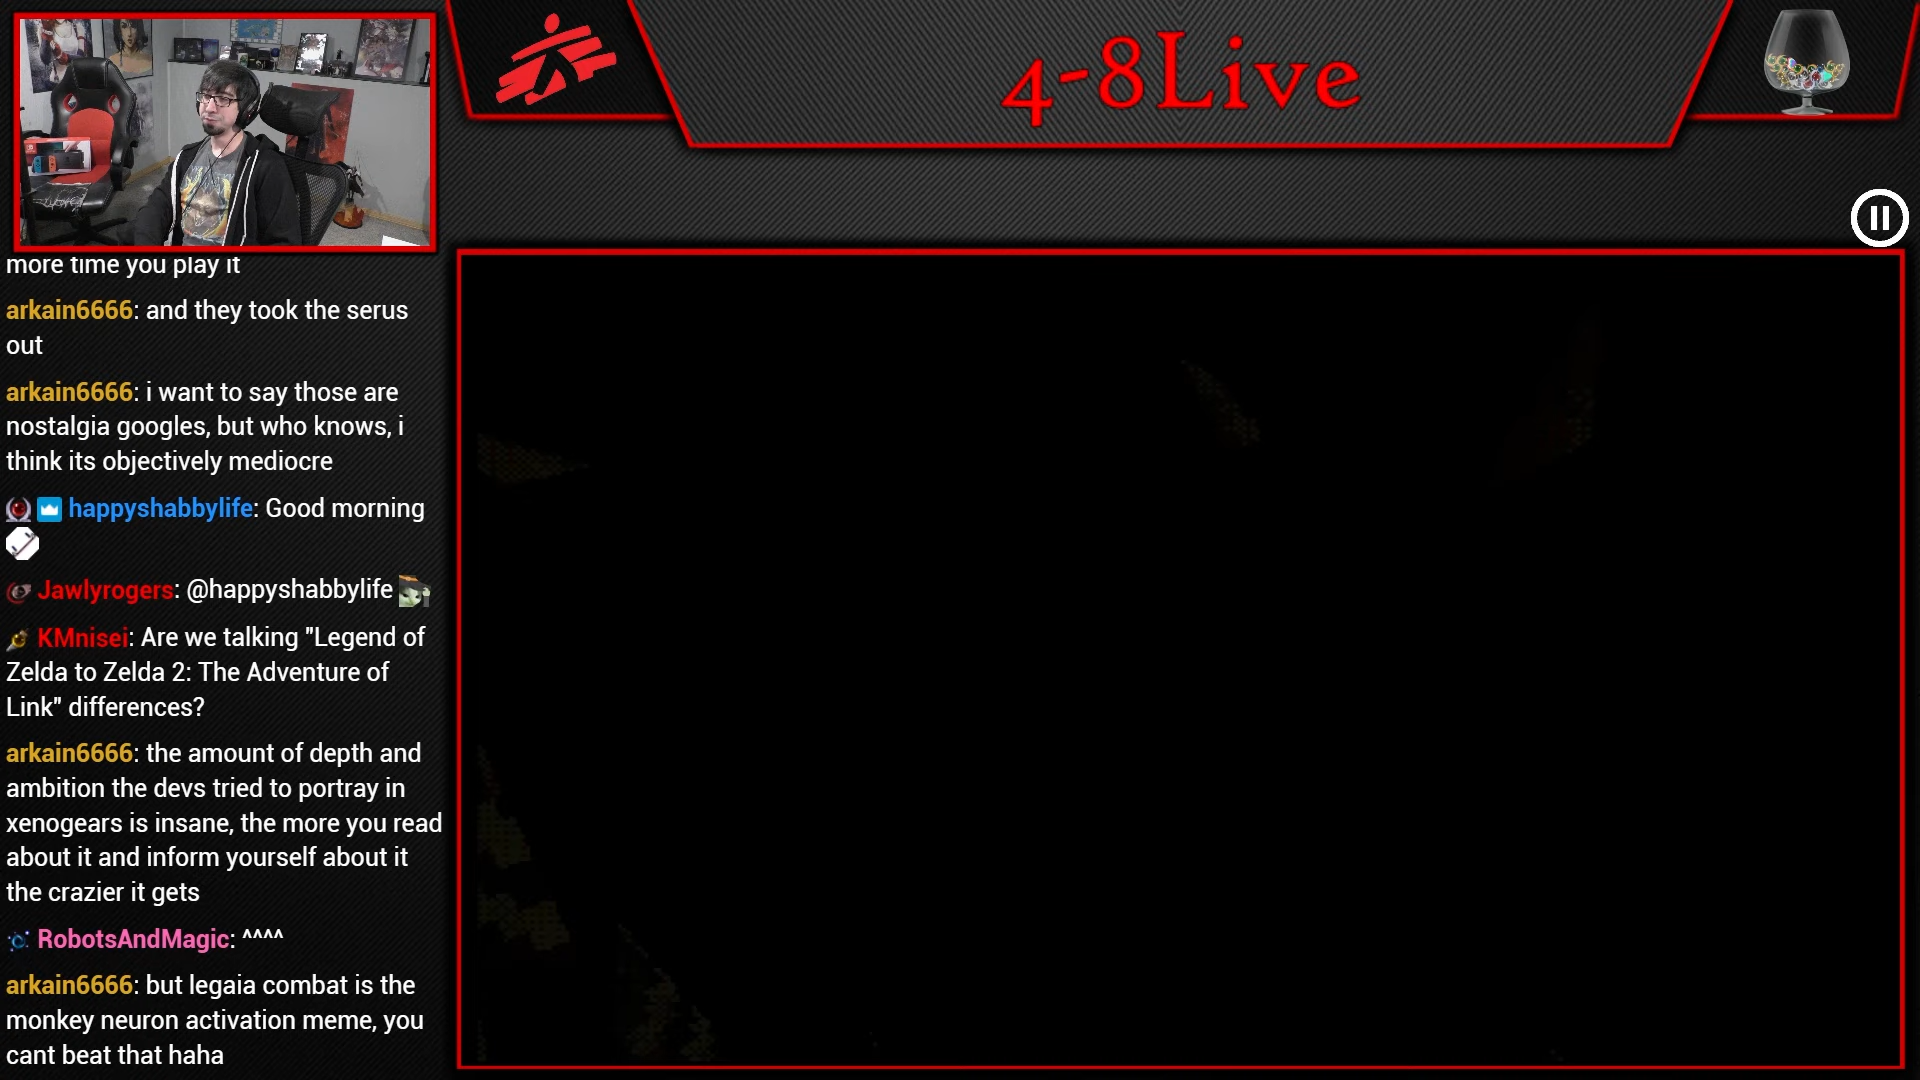 4-8Live
more time you play it
arkain6666: and they took the serus
out
arkain6666: i want to say those are
nostalgia googles, but who knows, i
think its objectively mediocre
happyshabbylife: Good morning
Jawlyrogers: @happyshabbylife
KMnisei: Are we talking "Legend of
Zelda to Zelda 2: The Adventure of
Link" differences?
arkain6666: the amount of depth and
ambition the devs tried to portray in
xenogears is insane, the more you read
about it and inform yourself about it
the crazier it gets
RobotsAndMagic: ^^^^
arkain6666: but legaia combat is the
monkey neuron activation meme, you
cant beat that haha